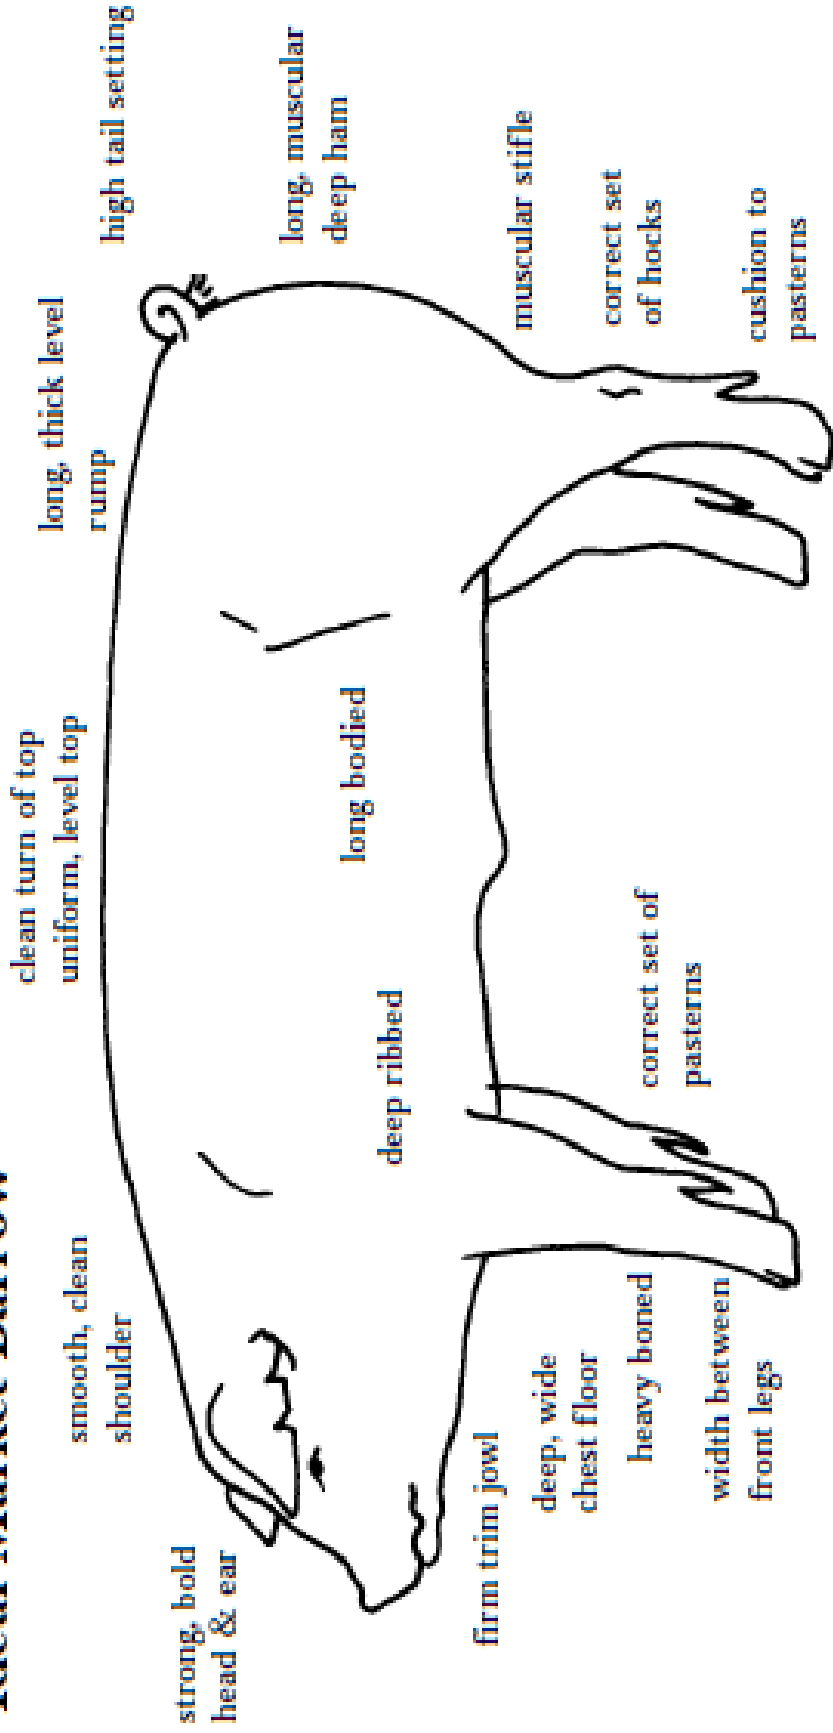 clean turn of top
uniform, level top
long, thick level
rump
high tail setting
smooth, clean
shoulder
strong, bold
head & ear
long, muscular
deep ham
long bodied
deep ribbed
muscular stifle
correct set
of hocks
cushion to
pasterns
firm trim jowl
deep, wide
chest floor
heavy boned
width between
front legs
correct set of
pasterns